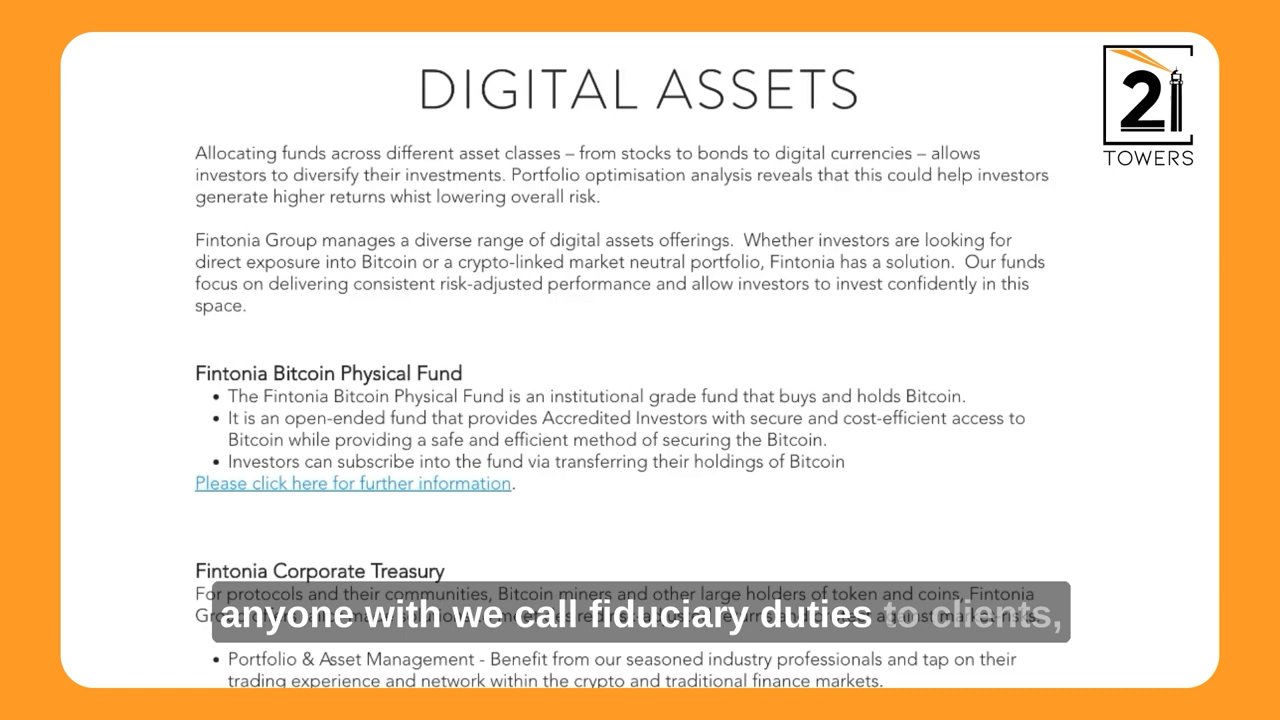 DIGITAL ASSETS
21
TOWERS
Allocating funds across different asset classes – from stocks to bonds to digital currencies – allows
investors to diversify their investments. Portfolio optimisation analysis reveals that this could help investors
generate higher returns whist lowering overall risk.
Fintonia Group manages a diverse range of digital assets offerings. Whether investors are looking for
direct exposure into Bitcoin or a crypto-linked market neutral portfolio, Fintonia has a solution. Our funds
focus on delivering consistent risk-adjusted performance and allow investors to invest confidently in this
space.
Fintonia Bitcoin Physical Fund
• The Fintonia Bitcoin Physical Fund is an institutional grade fund that buys and holds Bitcoin.
• It is an open-ended fund that provides Accredited Investors with secure and cost-efficient access to
Bitcoin while providing a safe and efficient method of securing the Bitcoin.
• Investors can subscribe into the fund via transferring their holdings of Bitcoin
Please click here for further information.
Fintonia Corporate Treasury
For protocols and their communities, Bitcoin miners and other large holders of token and coins, Fintonia
anyone with we call fiduciary duties to clients,
• Portfolio & Asset Management - Benefit from our seasoned industry professionals and tap on their
trading experience and network within the crypto and traditional finance markets.